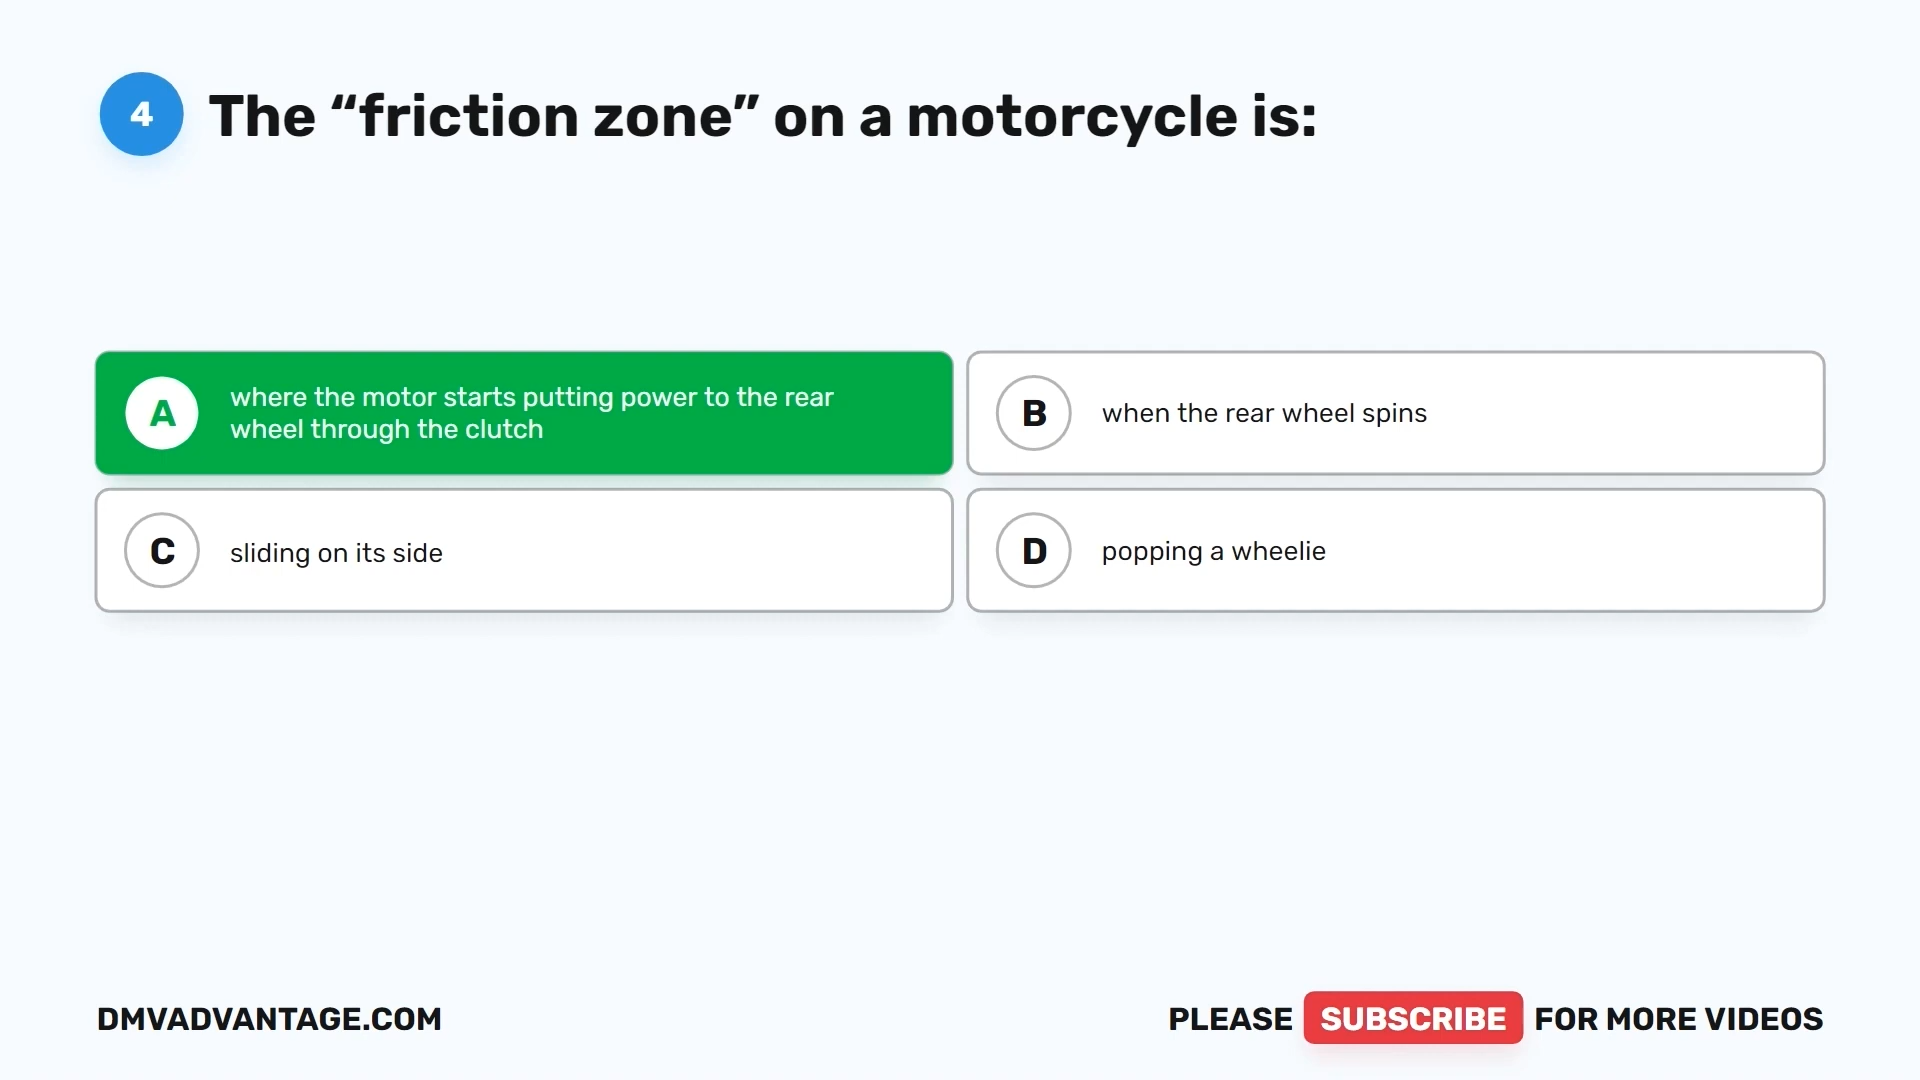 4
The “friction zone” on a motorcycle is:
A
where the motor starts putting power to the rear
wheel through the clutch
B
when the rear wheel spins
C
sliding on its side
D
popping a wheelie
DMVADVANTAGE.COM
PLEASE SUBSCRIBE FOR MORE VIDEOS